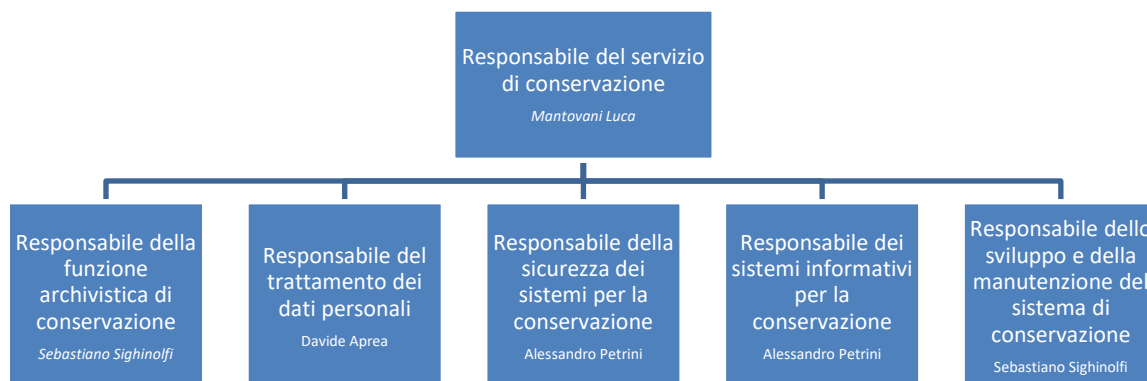 Responsabile del servizio
di conservazione
Mantovani Luca
Responsabile della
funzione
archivistica di
conservazione
Sebastiano Sighinolfi
Responsabile del
trattamento dei
dati personali
Davide Aprea
Responsabile della
sicurezza dei
sistemi per la
conservazione
Alessandro Petrini
Responsabile dei
sistemi informativi
per la
conservazione
Alessandro Petrini
Responsabile dello
sviluppo e della
manutenzione del
sistema di
conservazione
Sebastiano Sighinolfi